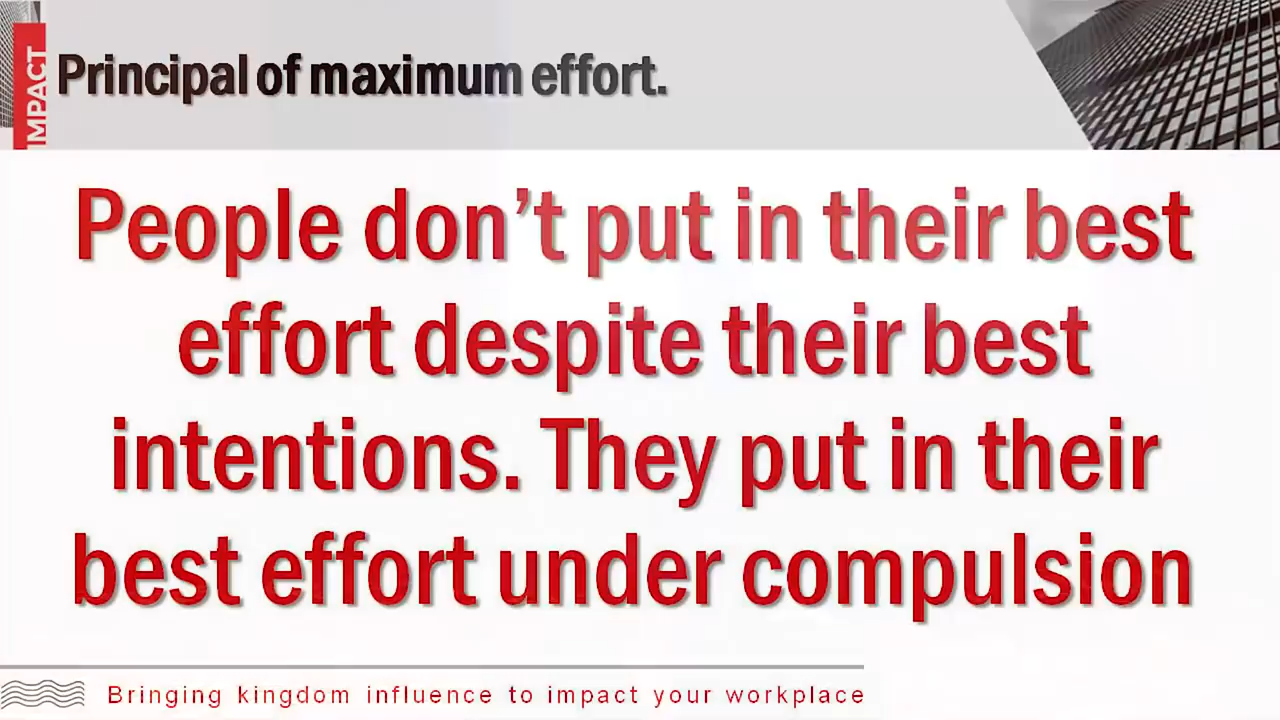 IMPACT
Principal of maximum effort.
People don’t put in their best
effort despite their best
intentions. They put in their
best effort under compulsion
Bringing kingdom influence to impact your workplace